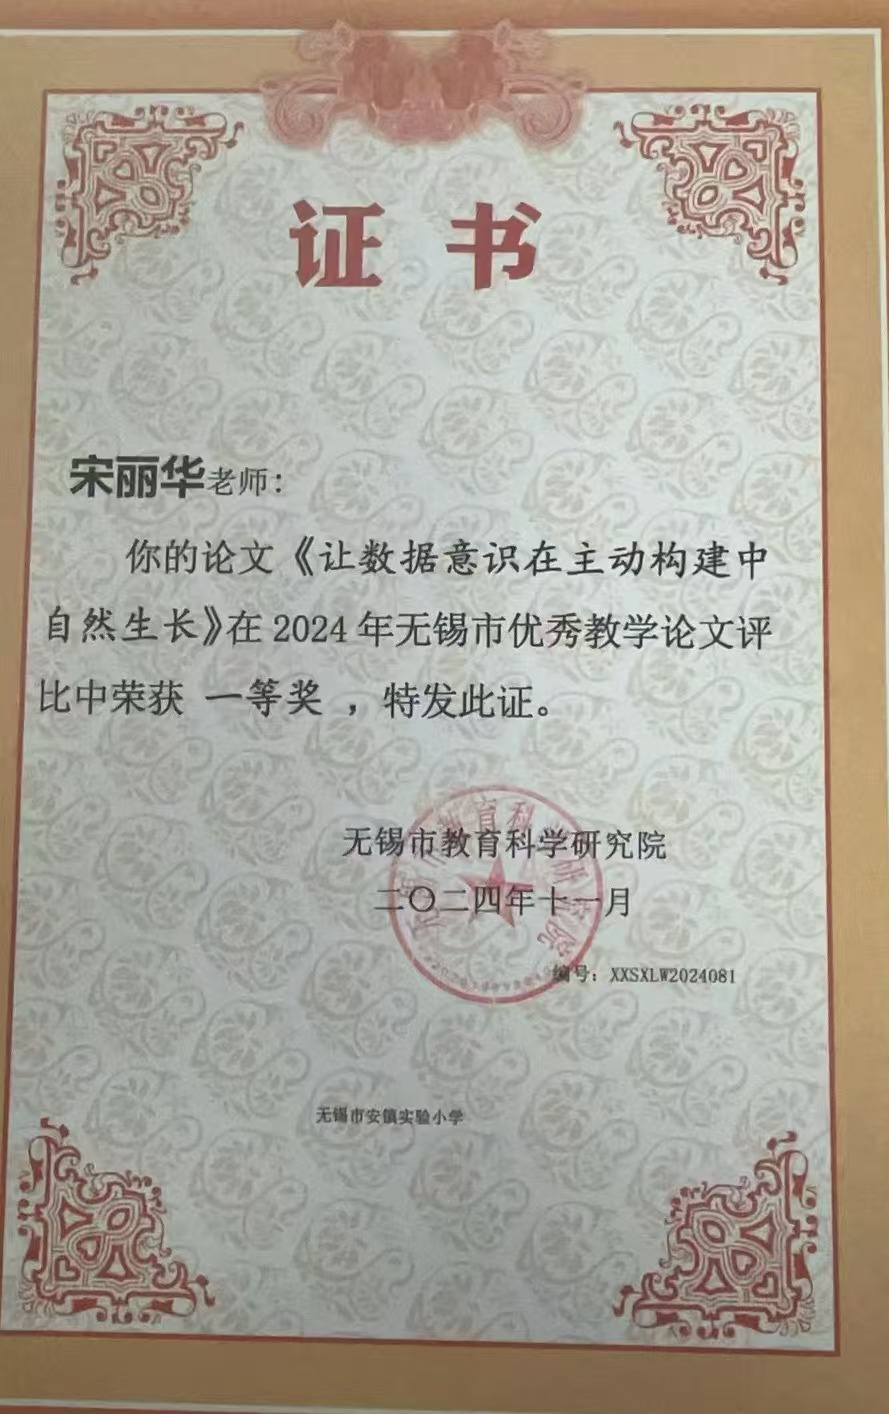 证书
宋丽华老师：
你的论文《让数据意识在主动构建中
自然生长》在2024年无锡市优秀教学论文评
比中荣获 一等奖 ，特发此证。
无锡市教育科学研究院
二〇二四年十一月
编号：XXSXLW2024081
无锡市安镇实验小学